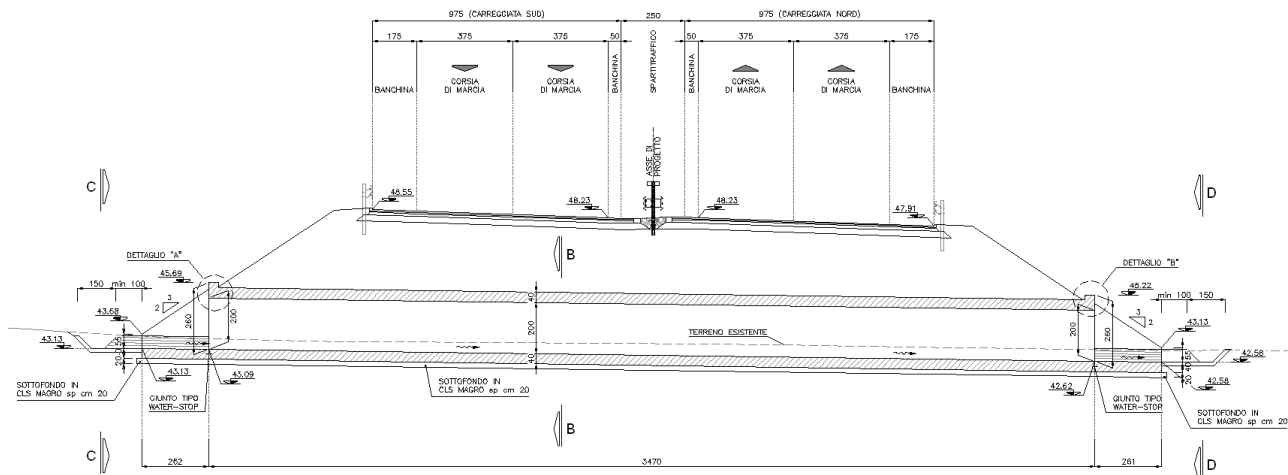 975 (CARREGGIATA SUD)
250
975 (CARREGGIATA NORD)
175
375
375
50
50
375
375
175
BANCHINA
CORSIA
DI MARCIA
CORSIA
DI MARCIA
BANCHINA
SPARTITRAFFICO
BANCHINA
CORSIA
DI MARCIA
CORSIA
DI MARCIA
BANCHINA
ASSE DI
PROGETTO
C
D
48.55
48.23
48.23
47.91
B
DETTAGLIO "A"
DETTAGLIO "B"
45.69
45.22
150
min 100
min 100
150
3
2
3
2
43.68
43.13
43.13
42.58
260
200
40
200
40
200
260
TERRENO ESISTENTE
55
20
55
40
20
43.13
43.09
42.62
42.58
SOTTOFONDO IN
CLS MAGRO sp cm 20
GIUNTO TIPO
WATER-STOP
SOTTOFONDO IN
CLS MAGRO sp cm 20
GIUNTO TIPO
WATER-STOP
SOTTOFONDO IN
CLS MAGRO sp cm 20
B
C
D
262
3470
261